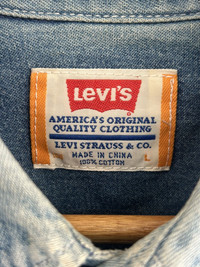 LEVI'S
AMERICA'S ORIGINAL
QUALITY CLOTHING
LEVI STRAUSS & CO.
MADE IN CHINA
100% COTTON
L